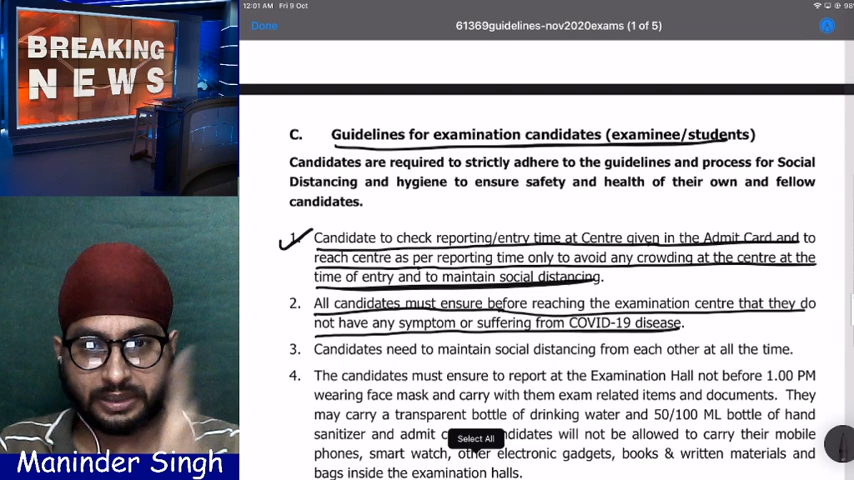 12:01 AM Fri 9 Oct
98%
Done
61369guidelines-nov2020exams (1 of 5)
BREAKING
NEWS
C. Guidelines for examination candidates (examinee/students)
Candidates are required to strictly adhere to the guidelines and process for Social
Distancing and hygiene to ensure safety and health of their own and fellow
candidates.
1. Candidate to check reporting/entry time at Centre given in the Admit Card and to
reach centre as per reporting time only to avoid any crowding at the centre at the
time of entry and to maintain social distancing.
2. All candidates must ensure before reaching the examination centre that they do
not have any symptom or suffering from COVID-19 disease.
3. Candidates need to maintain social distancing from each other at all the time.
4. The candidates must ensure to report at the Examination Hall not before 1.00 PM
wearing face mask and carry with them exam related items and documents. They
may carry a transparent bottle of drinking water and 50/100 ML bottle of hand
sanitizer and admit
Select All
will not be allowed to carry their mobile
phones, smart watch, other electronic gadgets, books & written materials and
bags inside the examination halls.
Maninder Singh